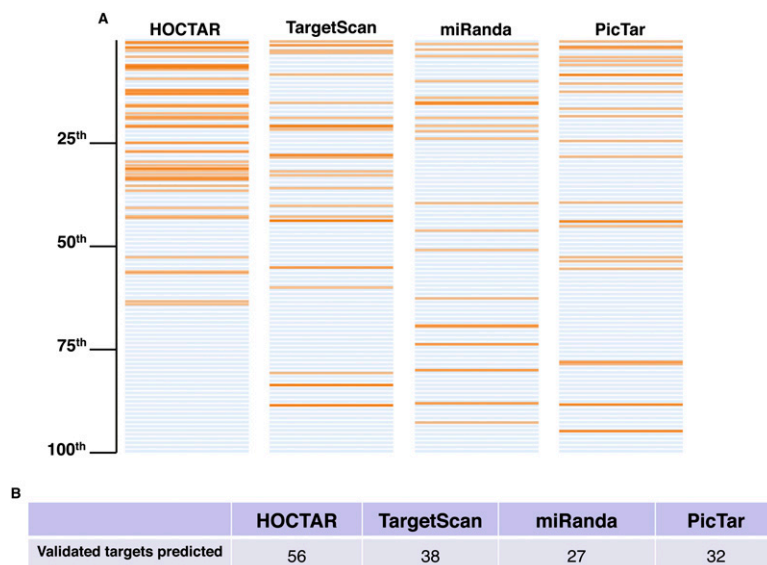 A
HOCTAR TargetScan miRanda PicTar
25th
50th
75th
100th
B
HOCTAR TargetScan miRanda PicTar
Validated targets predicted 56 38 27 32